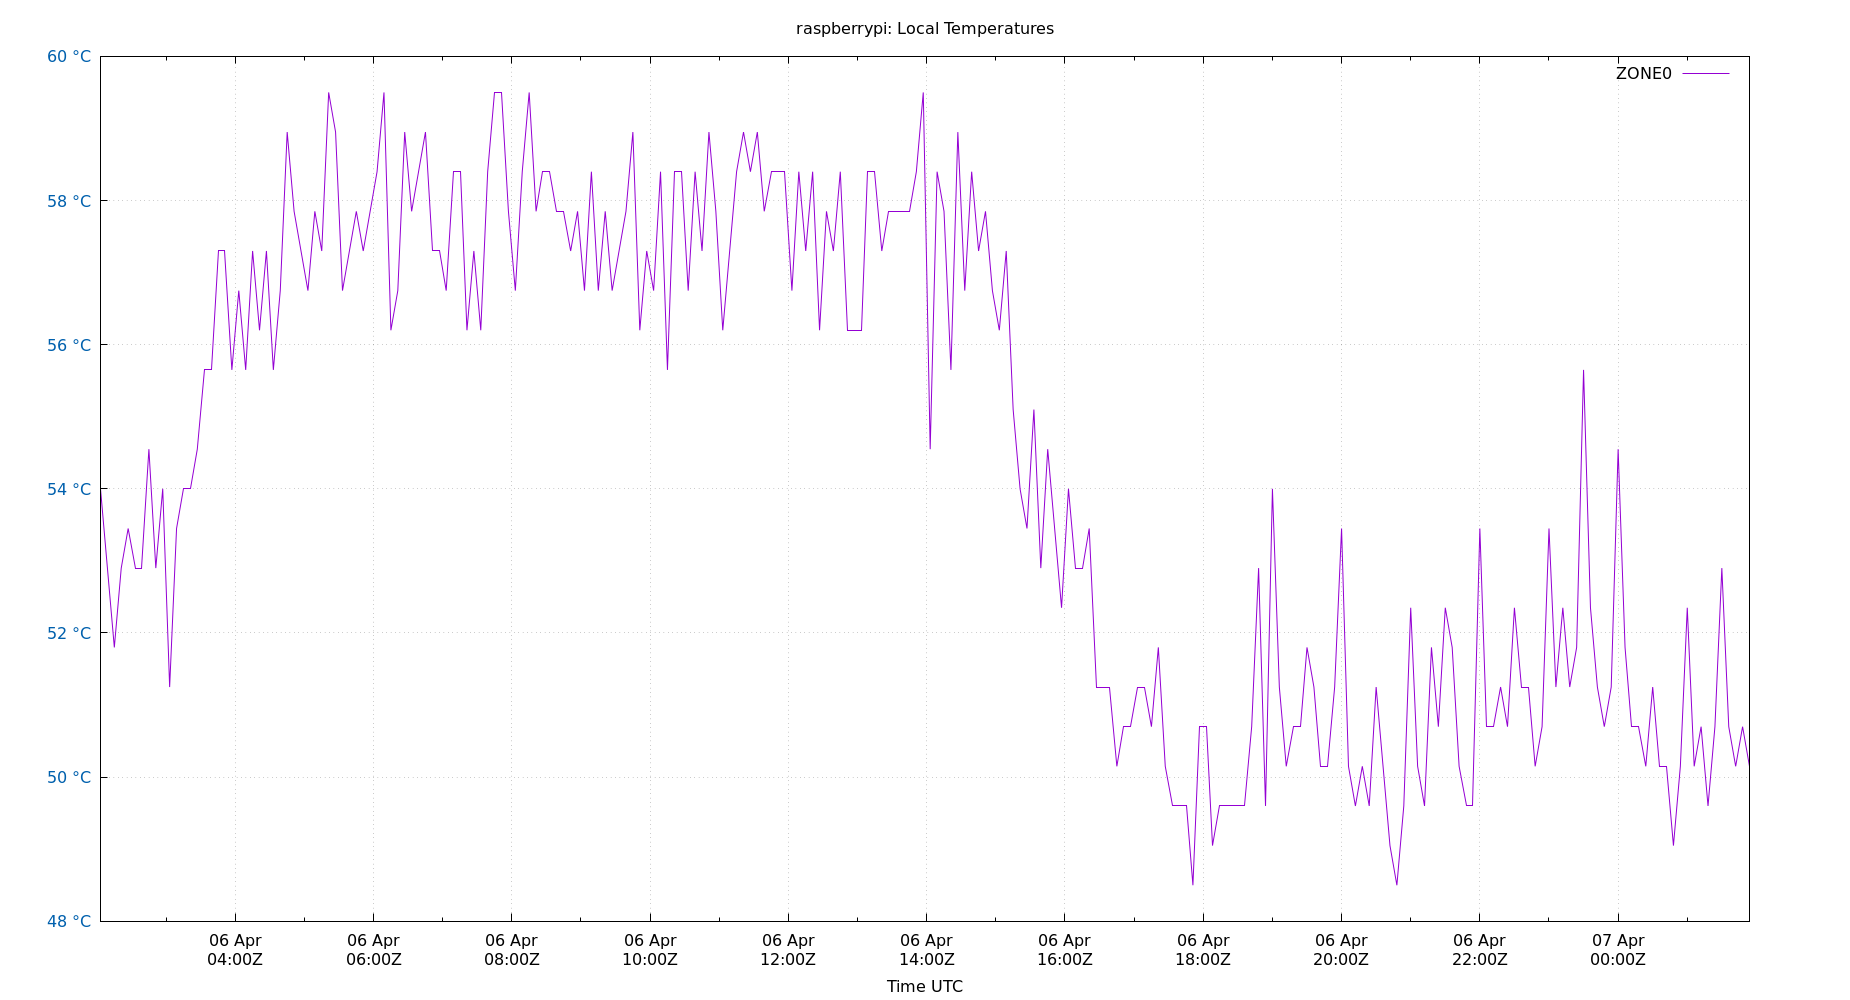 raspberrypi: Local Temperatures
ZONE0
60 °C
58 °C
56 °C
54 °C
52 °C
50 °C
48 °C
06 Apr 06 Apr 06 Apr 06 Apr 06 Apr 06 Apr 06 Apr 06 Apr 06 Apr 06 Apr 07 Apr
04:00Z 06:00Z 08:00Z 10:00Z 12:00Z 14:00Z 16:00Z 18:00Z 20:00Z 22:00Z 00:00Z
Time UTC